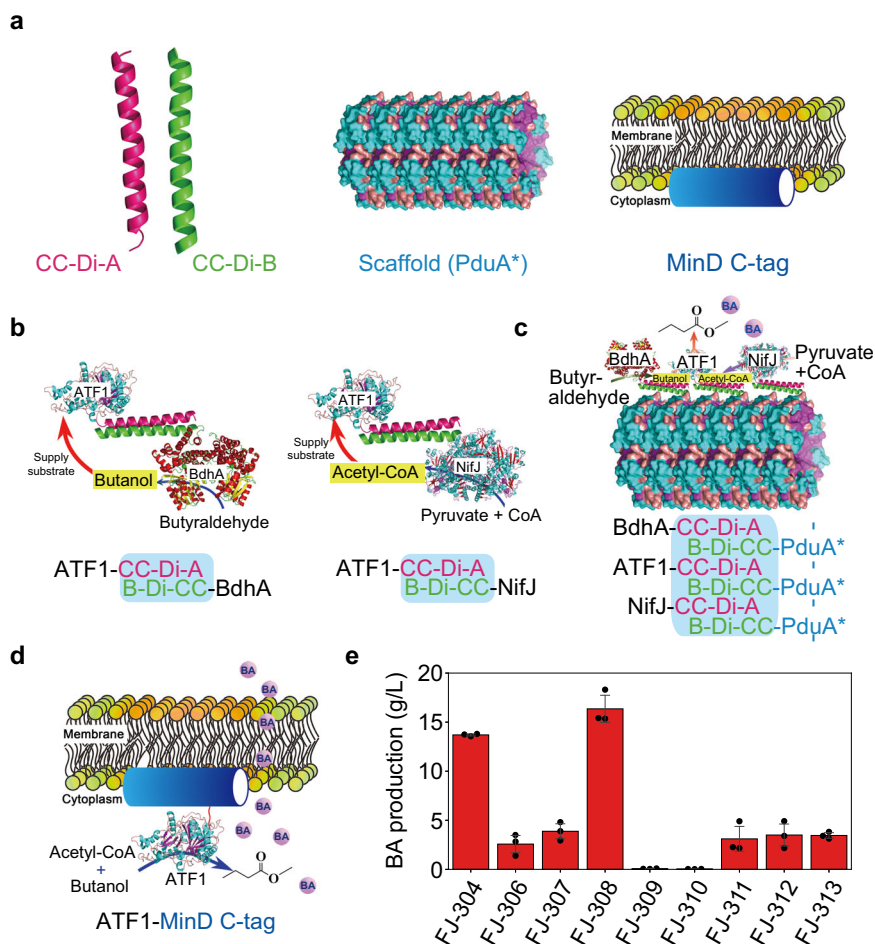 a
Membrane
Cytoplasm
CC-Di-A
CC-Di-B
Scaffold (PduA*)
MinD C-tag
b
ATF1
Supply
substrate
Butanol
BdhA
Butyraldehyde
ATF1-CC-Di-A
B-Di-CC-BdhA
ATF1
Supply
substrate
Acetyl-CoA
NifJ
Pyruvate + CoA
ATF1-CC-Di-A
B-Di-CC-NifJ
c
O
O
BA
BA
BdhA
ATF1
NifJ
Pyruvate
+CoA
Butanol
Acetyl-CoA
Butyr-
aldehyde
BdhA-CC-Di-A
B-Di-CC-PduA*
ATF1-CC-Di-A
B-Di-CC-PduA*
NifJ-CC-Di-A
B-Di-CC-PduA*
d
BA
BA
BA
Membrane
BA
Cytoplasm
BA
BA
BA
BA
Acetyl-CoA
+
Butanol
ATF1
O
O
ATF1-MinD C-tag
e
BA production (g/L)
20
15
10
5
0
FJ-304
FJ-306
FJ-307
FJ-308
FJ-309
FJ-310
FJ-311
FJ-312
FJ-313